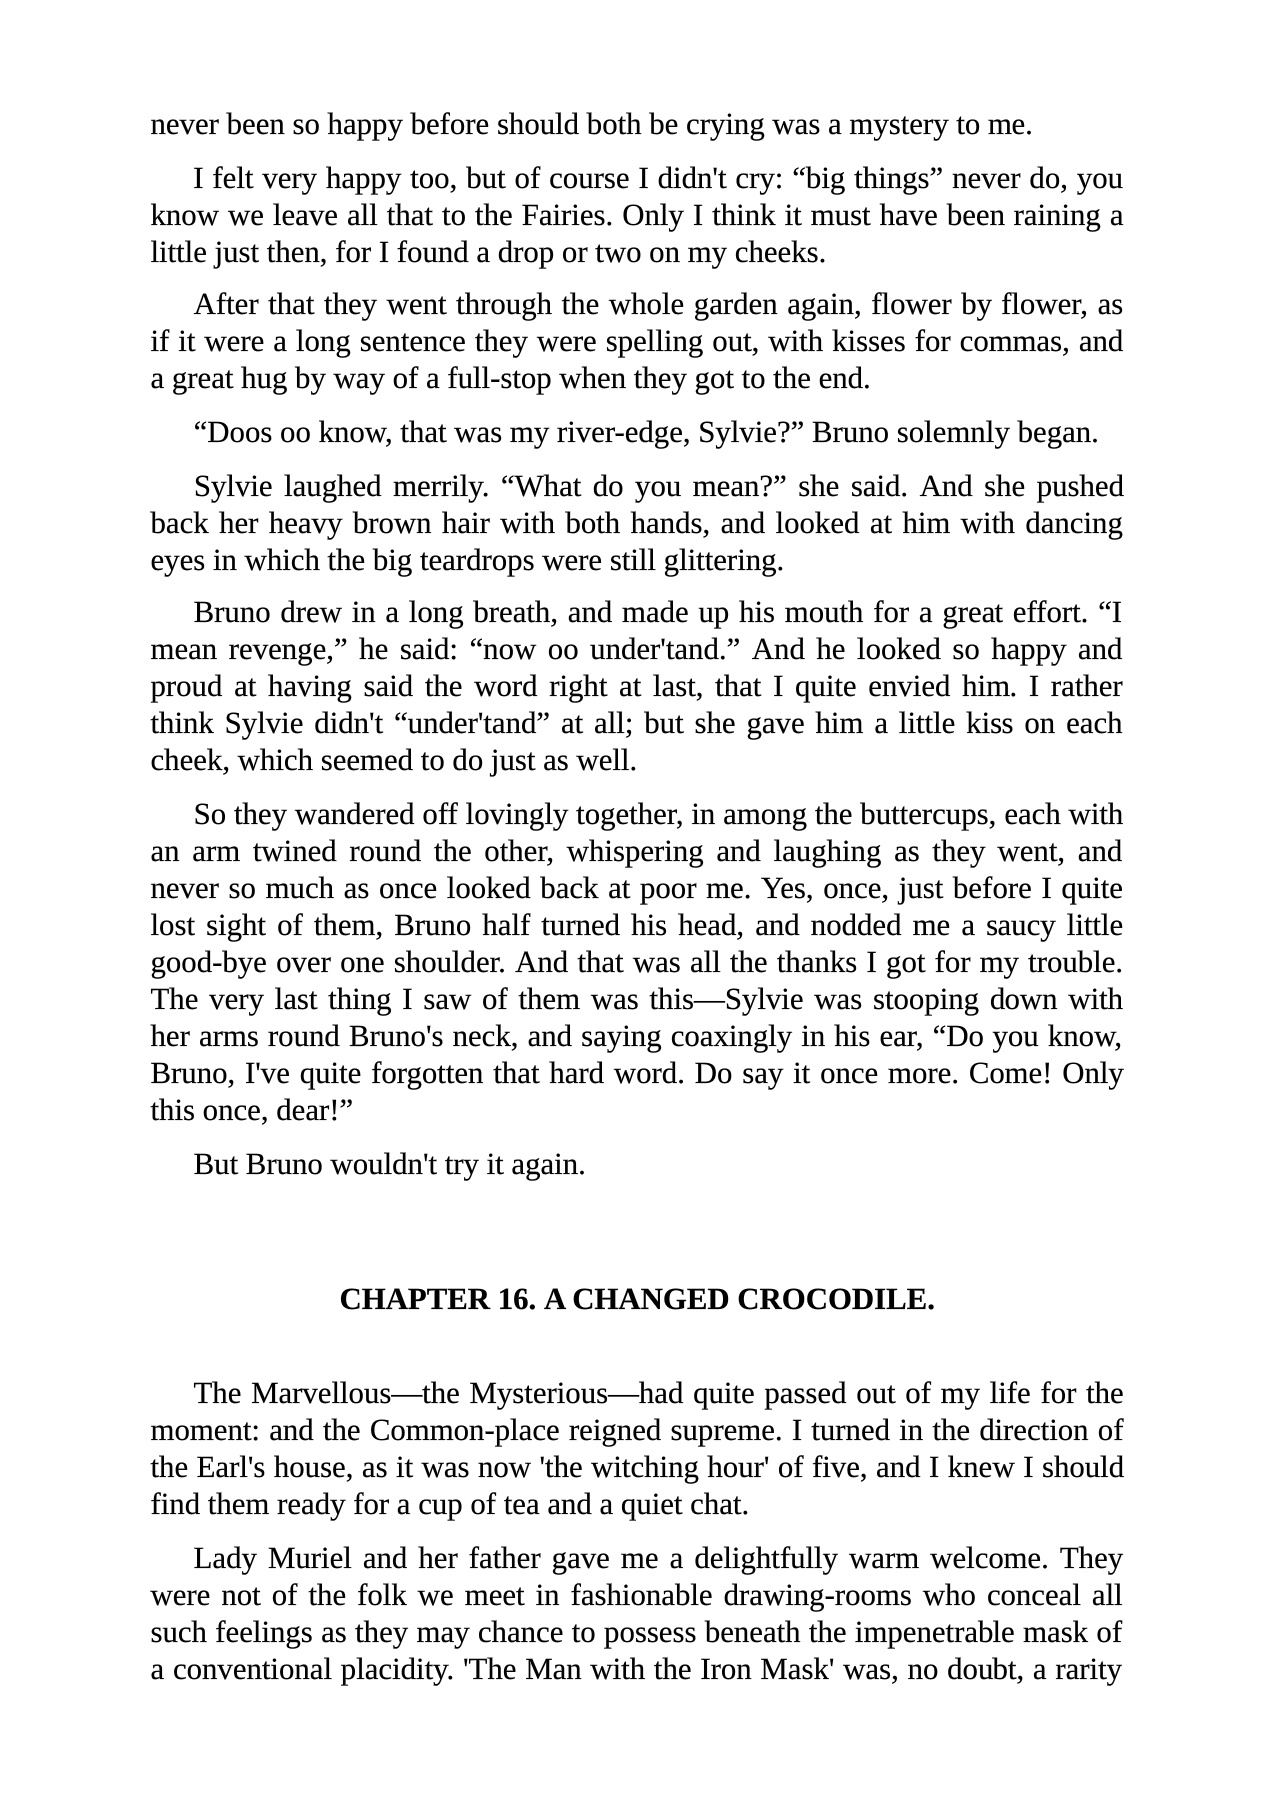 never been so happy before should both be crying was a mystery to me.
I felt very happy too, but of course I didn't cry: “big things” never do, you
know we leave all that to the Fairies. Only I think it must have been raining a
little just then, for I found a drop or two on my cheeks.
After that they went through the whole garden again, flower by flower, as
if it were a long sentence they were spelling out, with kisses for commas, and
a great hug by way of a full-stop when they got to the end.
“Doos oo know, that was my river-edge, Sylvie?” Bruno solemnly began.
Sylvie laughed merrily. “What do you mean?” she said. And she pushed
back her heavy brown hair with both hands, and looked at him with dancing
eyes in which the big teardrops were still glittering.
Bruno drew in a long breath, and made up his mouth for a great effort. “I
mean revenge,” he said: “now oo under'tand.” And he looked so happy and
proud at having said the word right at last, that I quite envied him. I rather
think Sylvie didn't “under'tand” at all; but she gave him a little kiss on each
cheek, which seemed to do just as well.
So they wandered off lovingly together, in among the buttercups, each with
an arm twined round the other, whispering and laughing as they went, and
never so much as once looked back at poor me. Yes, once, just before I quite
lost sight of them, Bruno half turned his head, and nodded me a saucy little
good-bye over one shoulder. And that was all the thanks I got for my trouble.
The very last thing I saw of them was this—Sylvie was stooping down with
her arms round Bruno's neck, and saying coaxingly in his ear, “Do you know,
Bruno, I've quite forgotten that hard word. Do say it once more. Come! Only
this once, dear!”
But Bruno wouldn't try it again.
CHAPTER 16. A CHANGED CROCODILE.
The Marvellous—the Mysterious—had quite passed out of my life for the
moment: and the Common-place reigned supreme. I turned in the direction of
the Earl's house, as it was now 'the witching hour' of five, and I knew I should
find them ready for a cup of tea and a quiet chat.
Lady Muriel and her father gave me a delightfully warm welcome. They
were not of the folk we meet in fashionable drawing-rooms who conceal all
such feelings as they may chance to possess beneath the impenetrable mask of
a conventional placidity. 'The Man with the Iron Mask' was, no doubt, a rarity